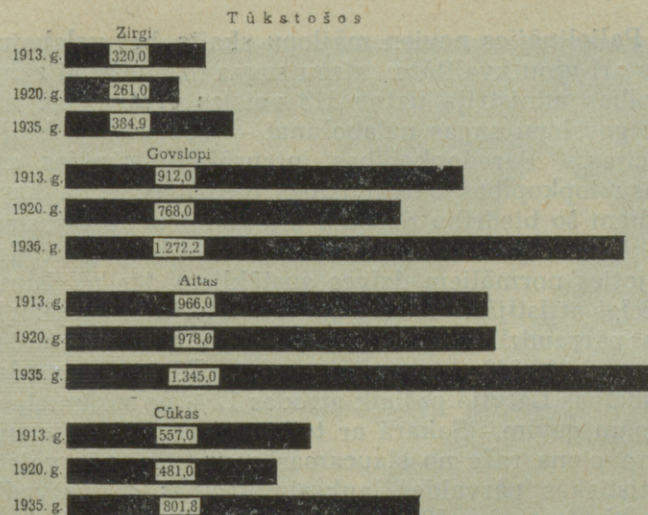 Tūkstošos
Zirgi
1913. g. 320,0
1920. g. 261,0
1935. g. 384,9
Govslopi
1913. g. 912,0
1920. g. 768,0
1935. g. 1.272,2
Aitas
1913. g. 966,0
1920. g. 978,0
1935. g. 1.345,0
Cūkas
1913. g. 557,0
1920. g. 481,0
1935. g. 801,8